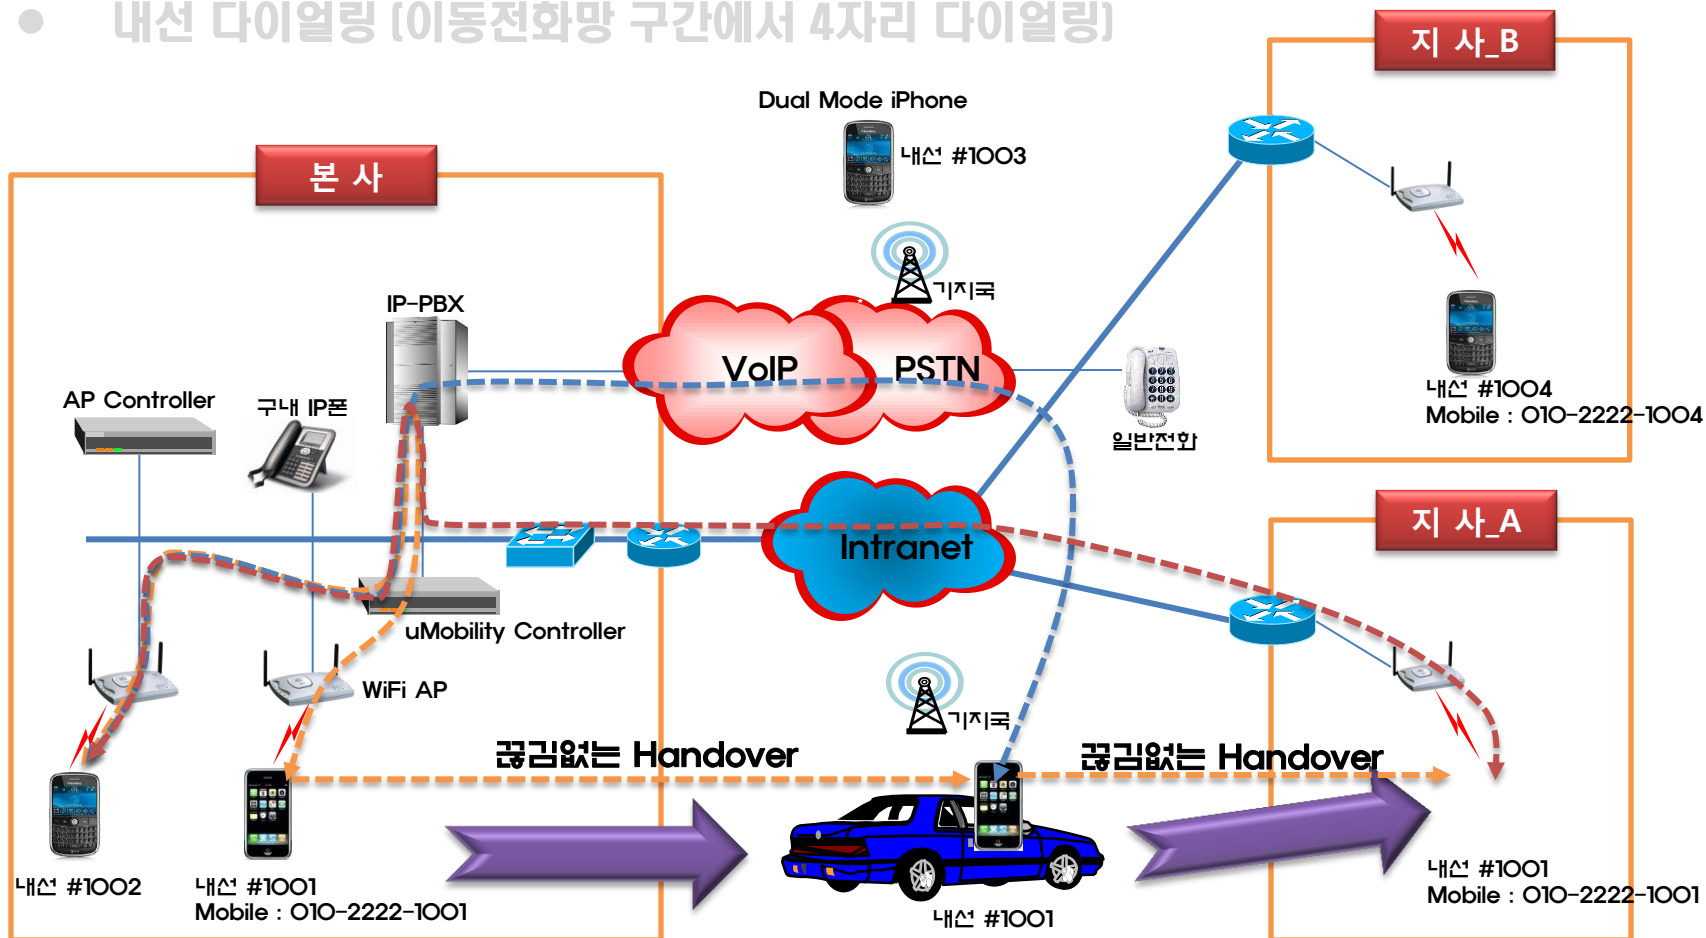 내선 다이얼링 (이동전화망 구간에서 4자리 다이얼링)
지 사_B
Dual Mode iPhone
내선 #1003
본 사
기지국
IP-PBX
VoIP
PSTN
AP Controller
구내 IP폰
일반전화
내선 #1004
Mobile : 010-2222-1004
지 사_A
Intranet
uMobility Controller
WiFi AP
기지국
끊김없는 Handover
끊김없는 Handover
내선 #1002
내선 #1001
Mobile : 010-2222-1001
내선 #1001
내선 #1001
Mobile : 010-2222-1001